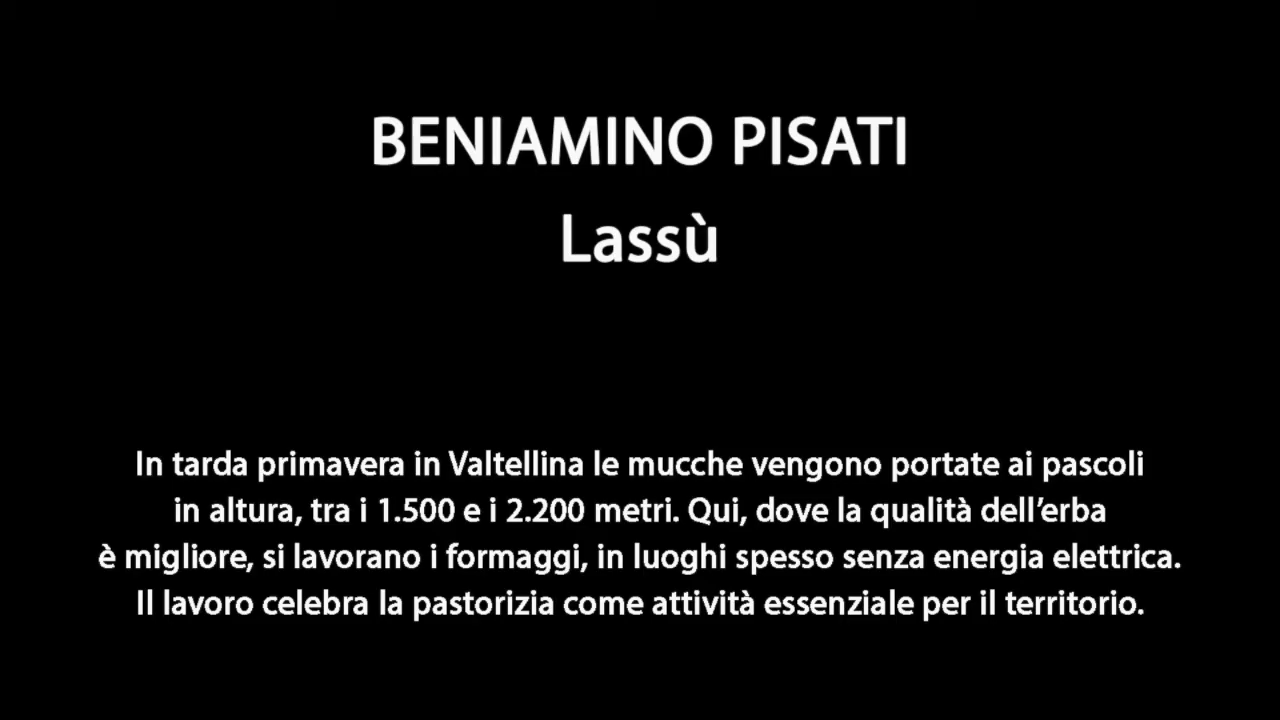 BENIAMINO PISATI
Lassù
In tarda primavera in Valtellina le mucche vengono portate ai pascoli
in altura, tra i 1.500 e i 2.200 metri. Qui, dove la qualità dell’erba
è migliore, si lavorano i formaggi, in luoghi spesso senza energia elettrica.
Il lavoro celebra la pastorizia come attività essenziale per il territorio.